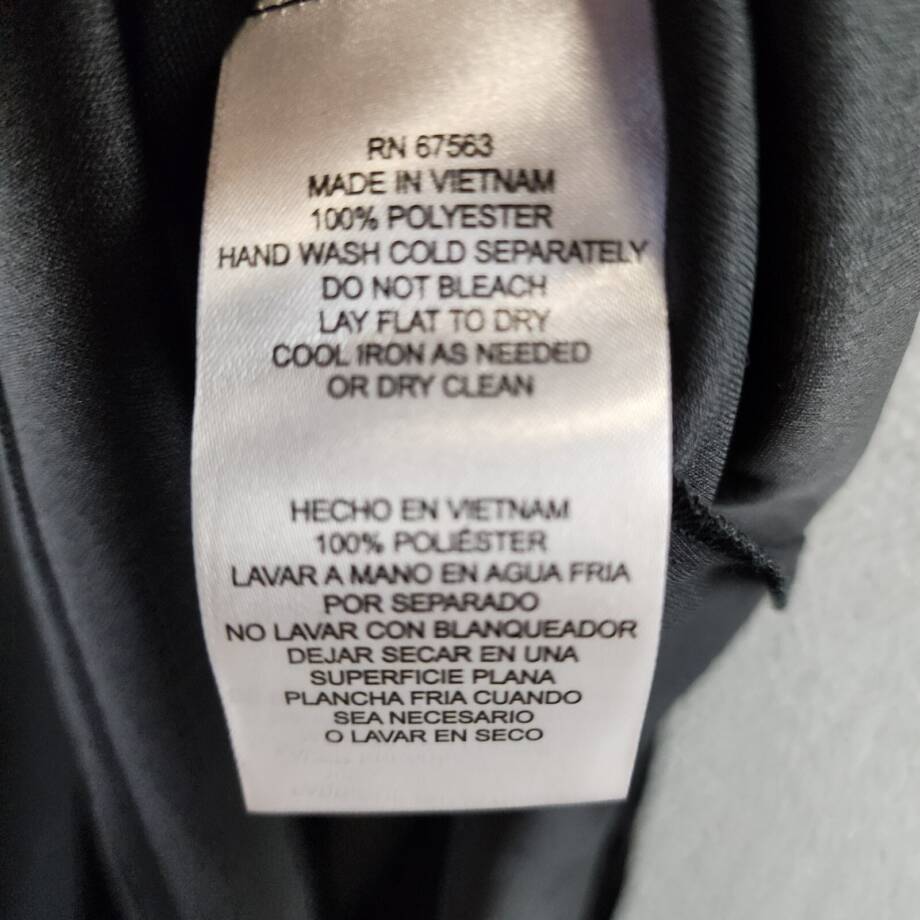 RN 67563
MADE IN VIETNAM
100% POLYESTER
HAND WASH COLD SEPARATELY
DO NOT BLEACH
LAY FLAT TO DRY
COOL IRON AS NEEDED
OR DRY CLEAN
HECHO EN VIETNAM
100% POLIÉSTER
LAVAR A MANO EN AGUA FRIA
POR SEPARADO
NO LAVAR CON BLANQUEADOR
DEJAR SECAR EN UNA
SUPERFICIE PLANA
PLANCHA FRIA CUANDO
SEA NECESARIO
O LAVAR EN SECO